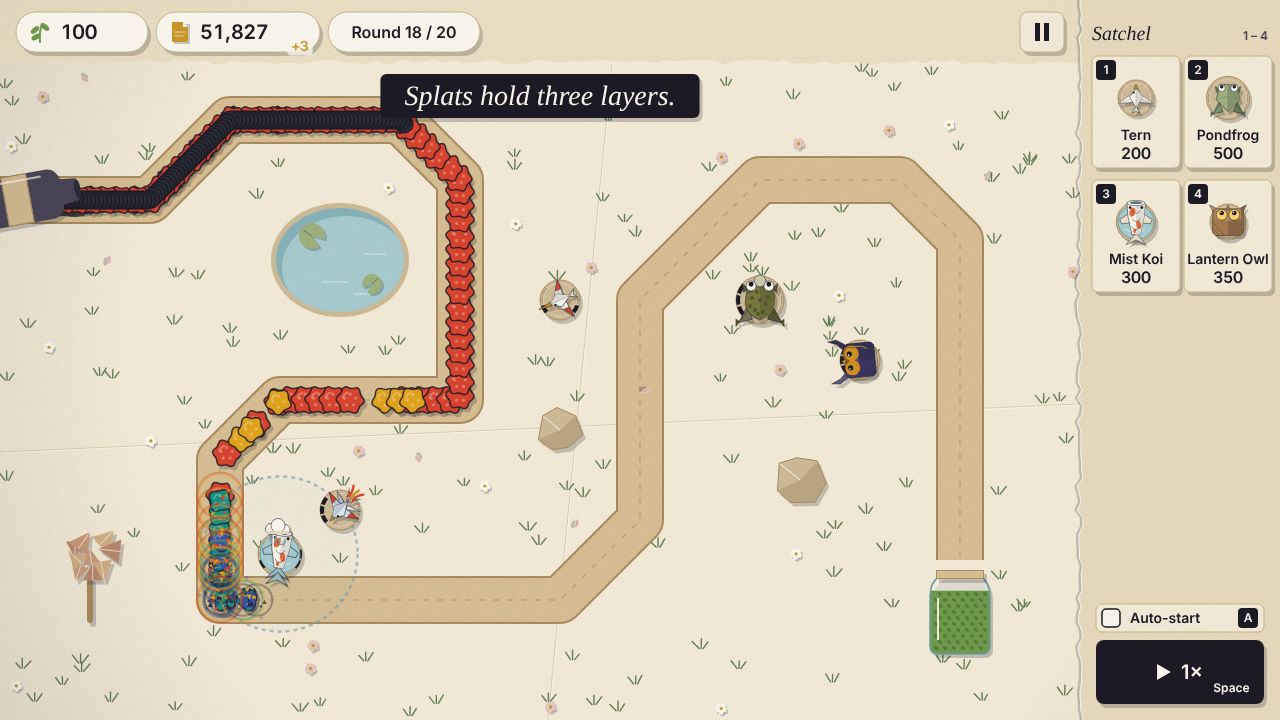 100
51,827
+3
Round 18 / 20
Splats hold three layers.
Satchel
1–4
1
Tern
200
2
Pondfrog
500
3
Mist Koi
300
4
Lantern Owl
350
Auto-start
A
1×
Space